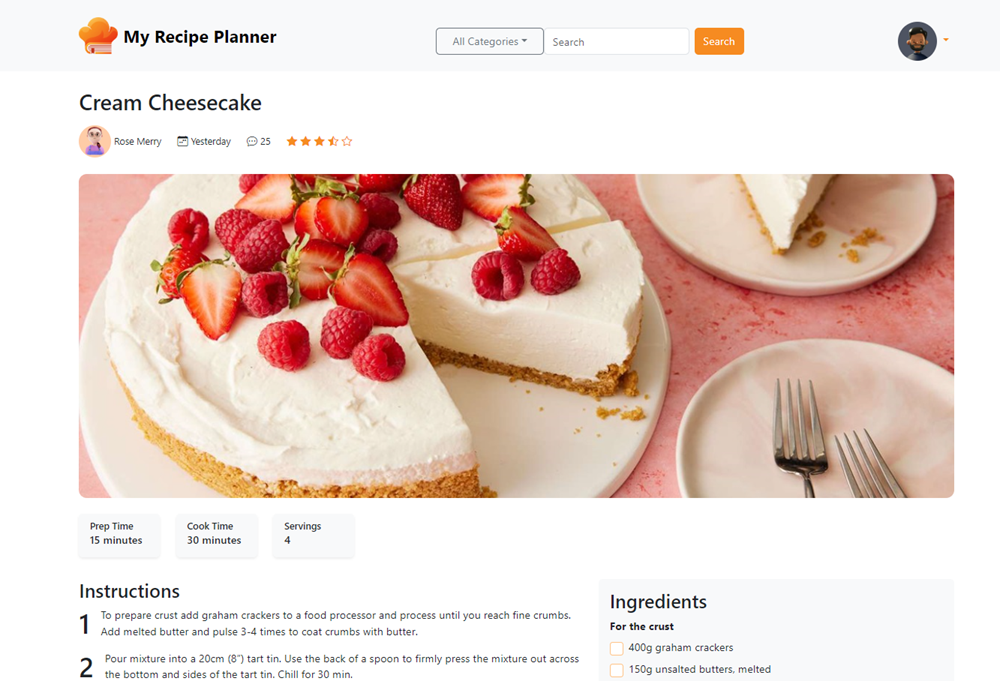 My Recipe Planner
All Categories
Search
Search
Cream Cheesecake
Rose Merry
Yesterday
25
Prep Time
15 minutes
Cook Time
30 minutes
Servings
4
Instructions
1 To prepare crust add graham crackers to a food processor and process until you reach fine crumbs.
Add melted butter and pulse 3-4 times to coat crumbs with butter.
2 Pour mixture into a 20cm (8”) tart tin. Use the back of a spoon to firmly press the mixture out across
the bottom and sides of the tart tin. Chill for 30 min.
Ingredients
For the crust
400g graham crackers
150g unsalted butters, melted